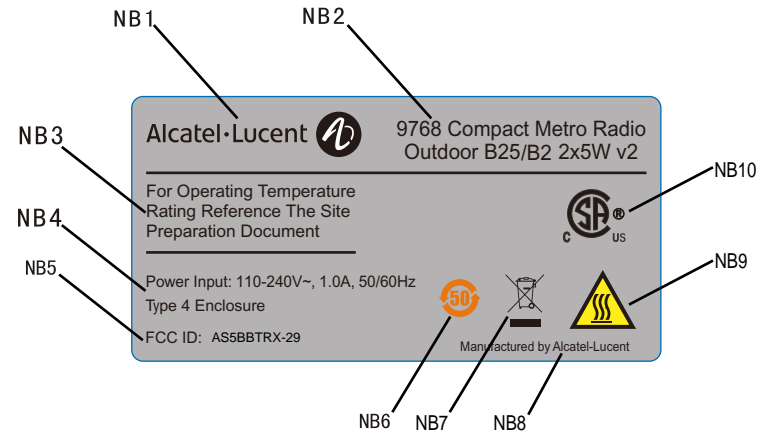 NB1
NB2
Alcatel·Lucent
9768 Compact Metro Radio
Outdoor B25/B2 2x5W v2
NB3
For Operating Temperature
Rating Reference The Site
Preparation Document
NB10
CSA®
C US
NB4
Power Input: 110-240V~, 1.0A, 50/60Hz
Type 4 Enclosure
NB5
FCC ID: AS5BBTRX-29
50
NB9
Manufactured by Alcatel-Lucent
NB6
NB7
NB8